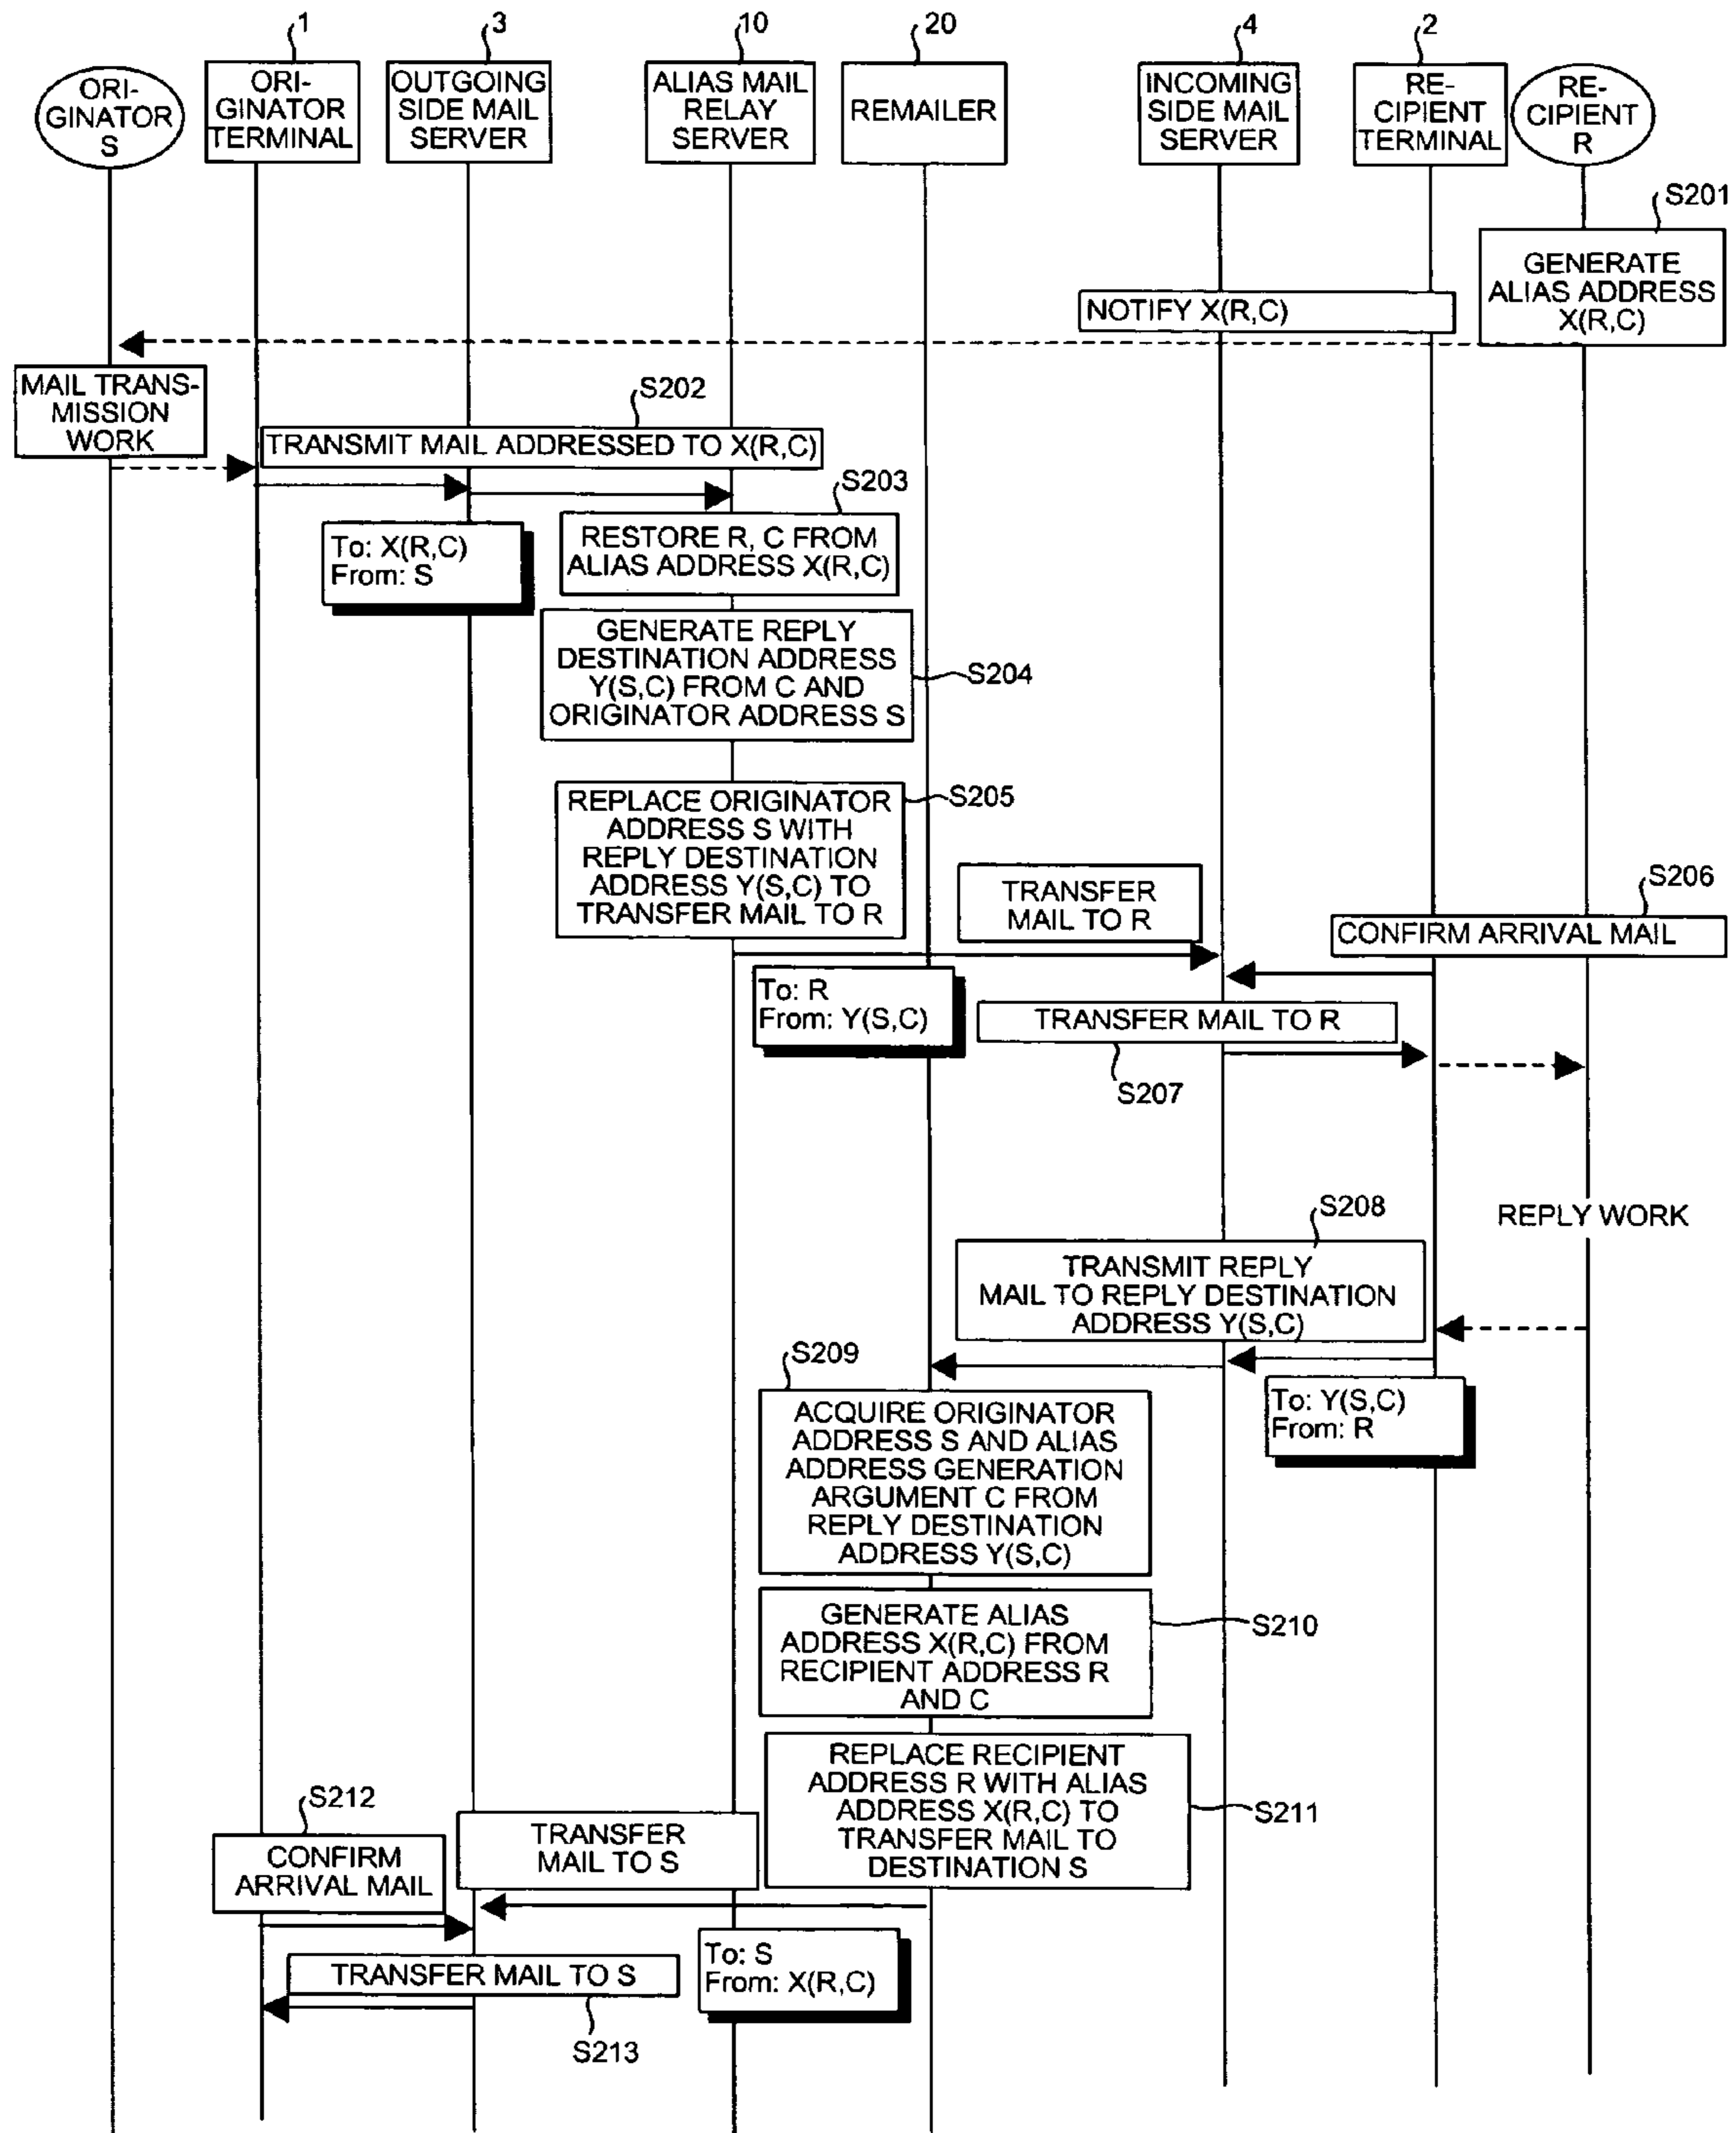 1
3
10
20
4
2
ORI-
GINATOR
S
ORI-
GINATOR
TERMINAL
OUTGOING
SIDE MAIL
SERVER
ALIAS MAIL
RELAY
SERVER
REMAILER
INCOMING
SIDE MAIL
SERVER
RE-
CIPIENT
TERMINAL
RE-
CIPIENT
R
S201
GENERATE
ALIAS ADDRESS
X(R,C)
NOTIFY X(R,C)
MAIL TRANS-
MISSION
WORK
S202
TRANSMIT MAIL ADDRESSED TO X(R,C)
S203
To: X(R,C)
From: S
RESTORE R, C FROM
ALIAS ADDRESS X(R,C)
GENERATE REPLY
DESTINATION ADDRESS
Y(S,C) FROM C AND
ORIGINATOR ADDRESS S
S204
REPLACE ORIGINATOR
ADDRESS S WITH
REPLY DESTINATION
ADDRESS Y(S,C) TO
TRANSFER MAIL TO R
S205
TRANSFER
MAIL TO R
S206
CONFIRM ARRIVAL MAIL
To: R
From: Y(S,C)
TRANSFER MAIL TO R
S207
REPLY WORK
S208
TRANSMIT REPLY
MAIL TO REPLY DESTINATION
ADDRESS Y(S,C)
S209
To: Y(S,C)
From: R
ACQUIRE ORIGINATOR
ADDRESS S AND ALIAS
ADDRESS GENERATION
ARGUMENT C FROM
REPLY DESTINATION
ADDRESS Y(S,C)
GENERATE ALIAS
ADDRESS X(R,C) FROM
RECIPIENT ADDRESS R
AND C
S210
REPLACE RECIPIENT
ADDRESS R WITH ALIAS
ADDRESS X(R,C) TO
TRANSFER MAIL TO
DESTINATION S
S211
S212
CONFIRM
ARRIVAL MAIL
TRANSFER
MAIL TO S
To: S
From: X(R,C)
TRANSFER MAIL TO S
S213